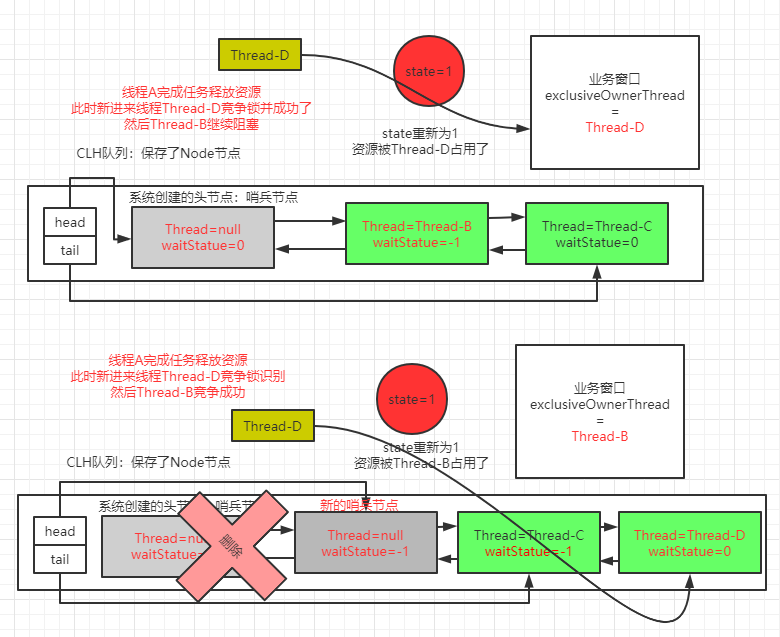 Thread-D
state=1
线程A完成任务释放资源
此时新进来线程Thread-D竞争锁并成功了
然后Thread-B继续阻塞
state重新为1
资源被Thread-D占用了
业务窗口
exclusiveOwnerThread
=
Thread-D
CLH队列：保存了Node节点
系统创建的头节点：哨兵节点
head
tail
Thread=null
waitStatue=0
Thread=Thread-B
waitStatue=-1
Thread=Thread-C
waitStatue=0
线程A完成任务释放资源
此时新进来线程Thread-D竞争锁识别
然后Thread-B竞争成功
Thread-D
state=1
state重新为1
资源被Thread-B占用了
业务窗口
exclusiveOwnerThread
=
Thread-B
CLH队列：保存了Node节点
系统创建的头节 哨兵节
新的哨兵节点
head
tail
Thread=nu
waitStatue=
删除
Thread=null
waitStatue=-1
Thread=Thread-C
waitStatue=-1
Thread=Thread-D
waitStatue=0